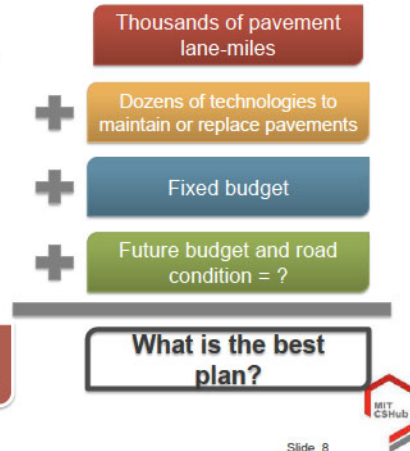 Thousands of pavement
lane-miles
Dozens of technologies to
maintain or replace pavements
Fixed budget
Future budget and road
condition = ?
What is the best
plan?
MIT
CSHub
Slide 8